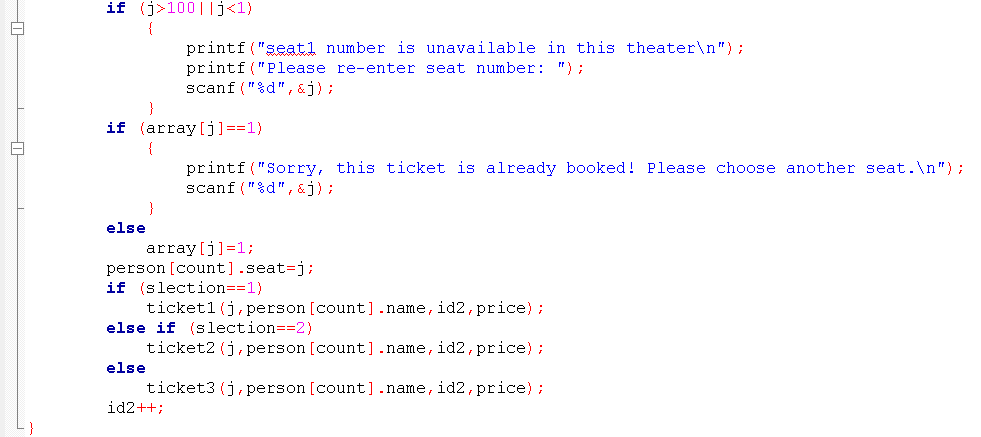 if (j>100||j<1)
{
printf("seat1 number is unavailable in this theater\n");
printf("Please re-enter seat number: ");
scanf("%d",&j);
}
if (array[j]==1)
{
printf("Sorry, this ticket is already booked! Please choose another seat.\n");
scanf("%d",&j);
}
else
array[j]=1;
person[count].seat=j;
if (slection==1)
ticket1(j,person[count].name,id2,price);
else if (slection==2)
ticket2(j,person[count].name,id2,price);
else
ticket3(j,person[count].name,id2,price);
id2++;
}